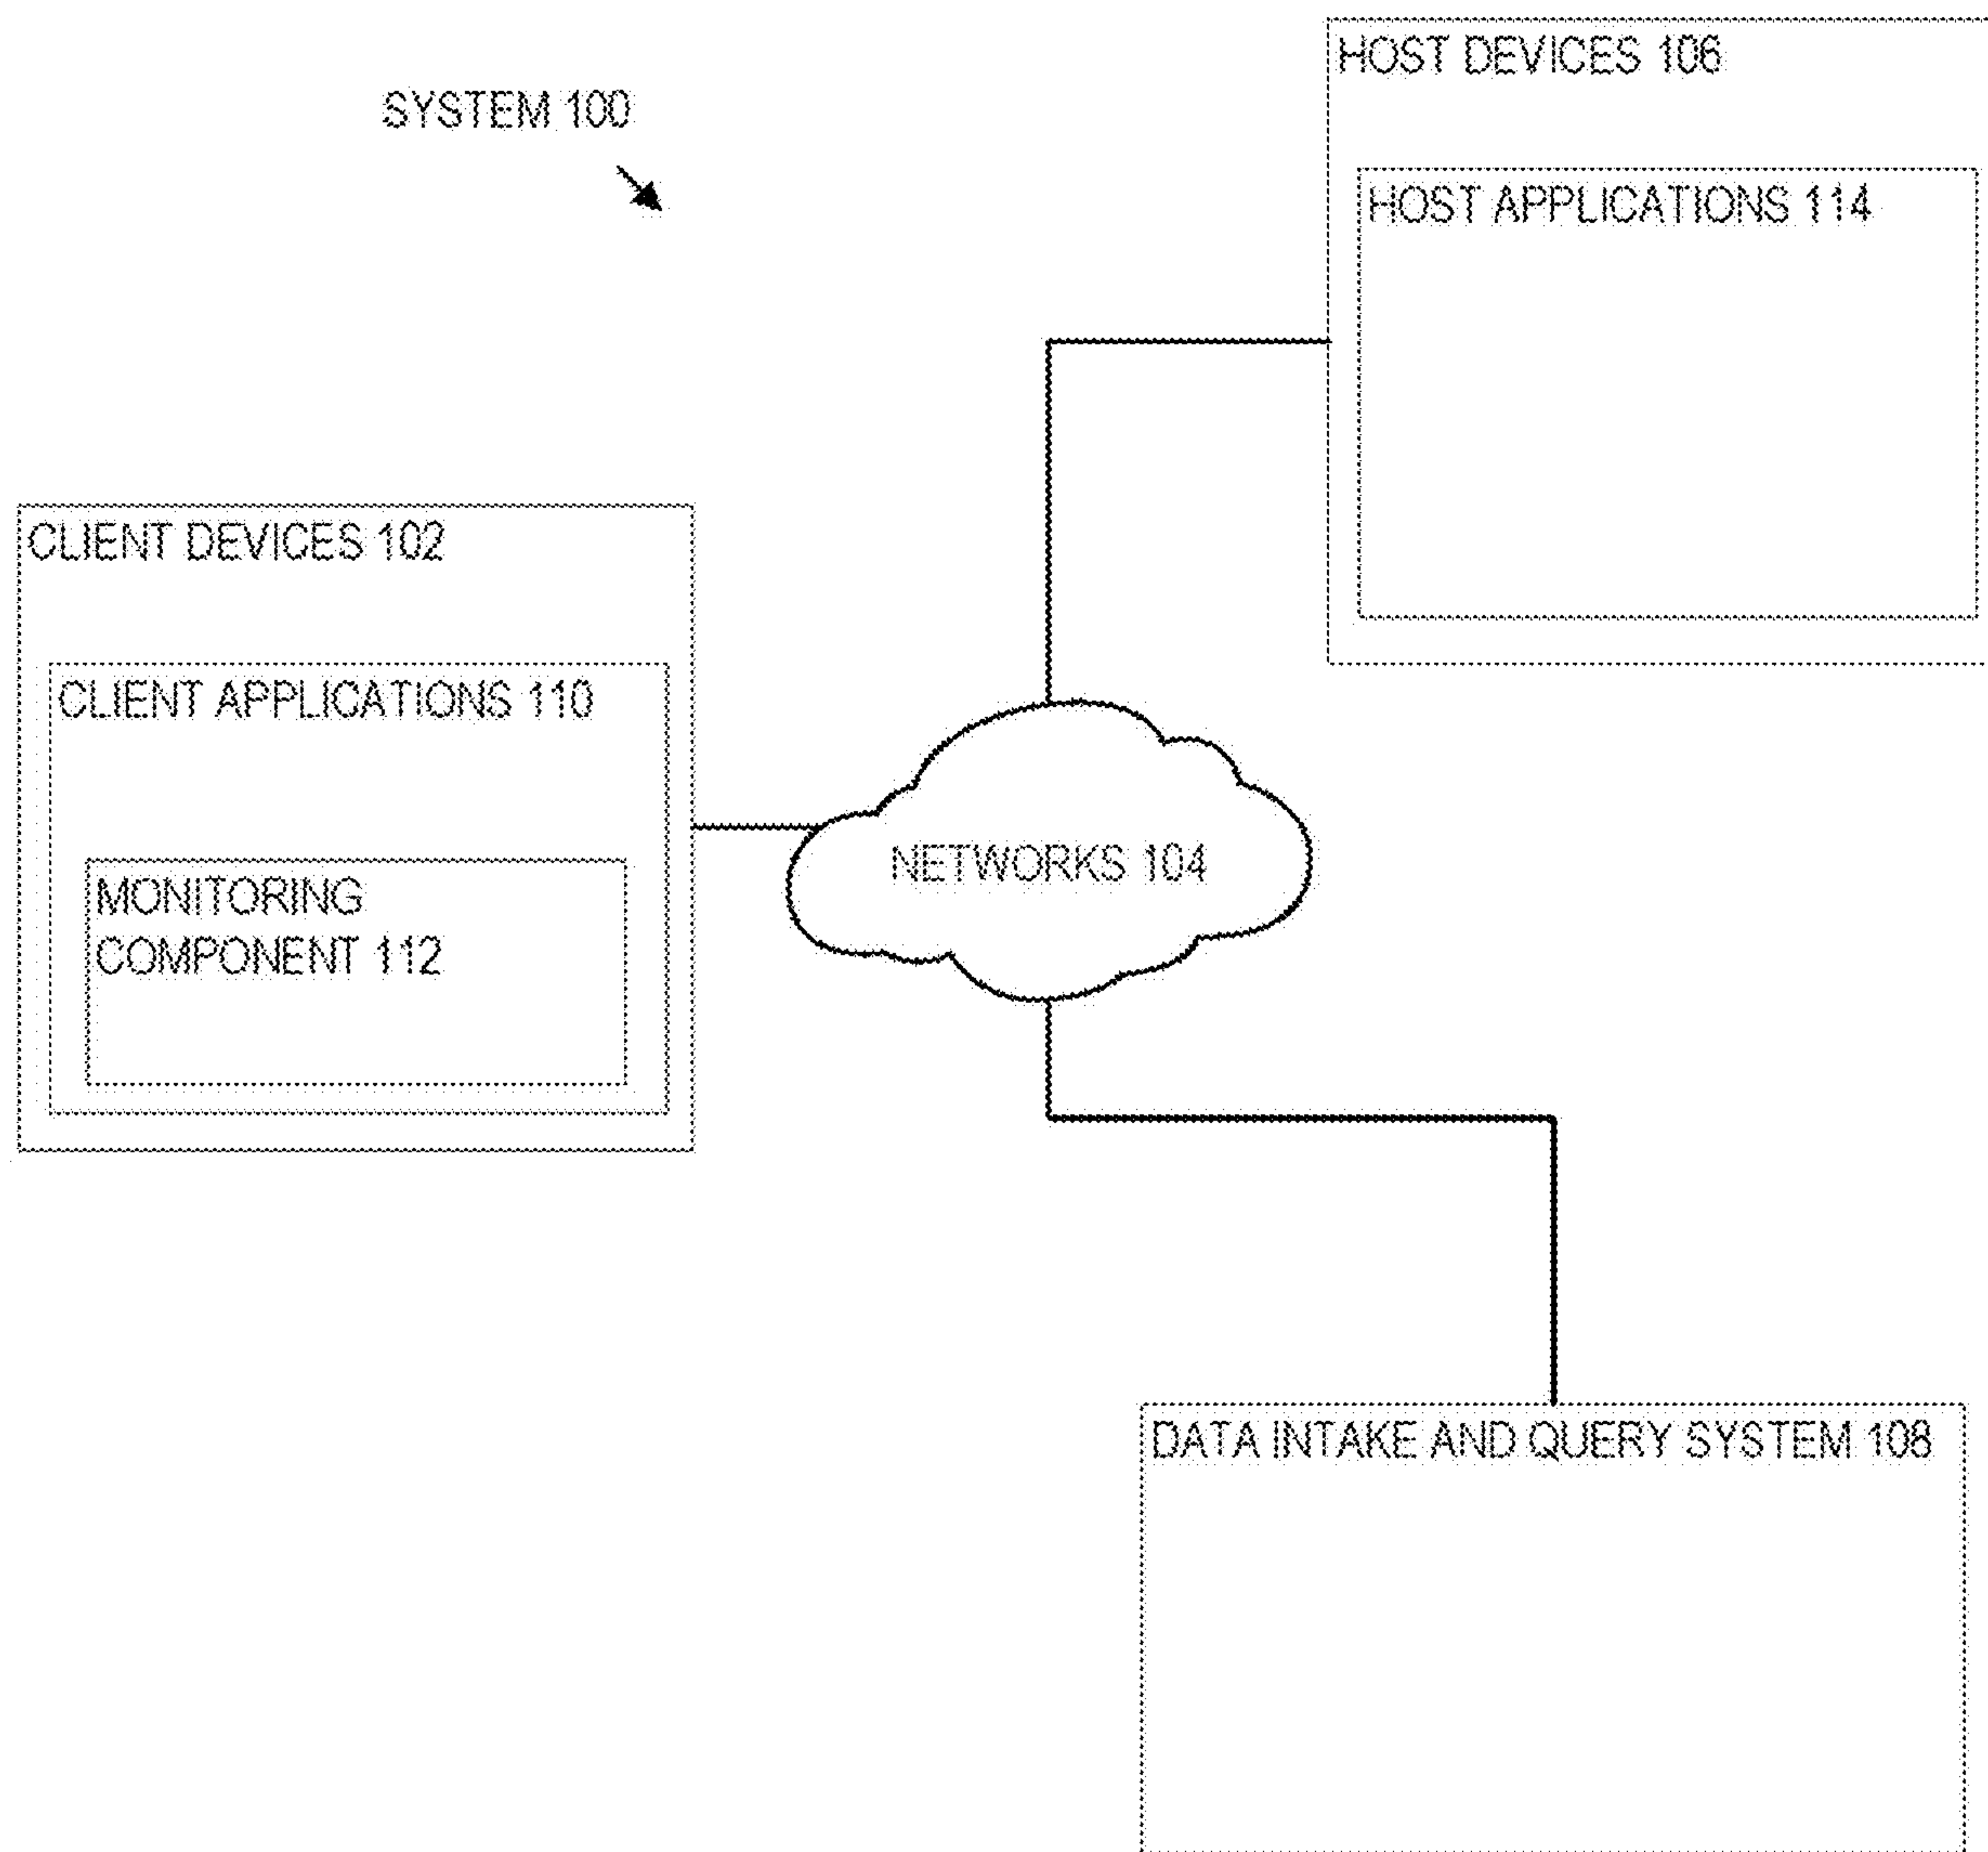 HOST DEVICES 106
SYSTEM 100
HOST APPLICATIONS 114
CLIENT DEVICES 102
CLIENT APPLICATIONS 110
NETWORKS 104
MONITORING
COMPONENT 112
DATA INTAKE AND QUERY SYSTEM 108